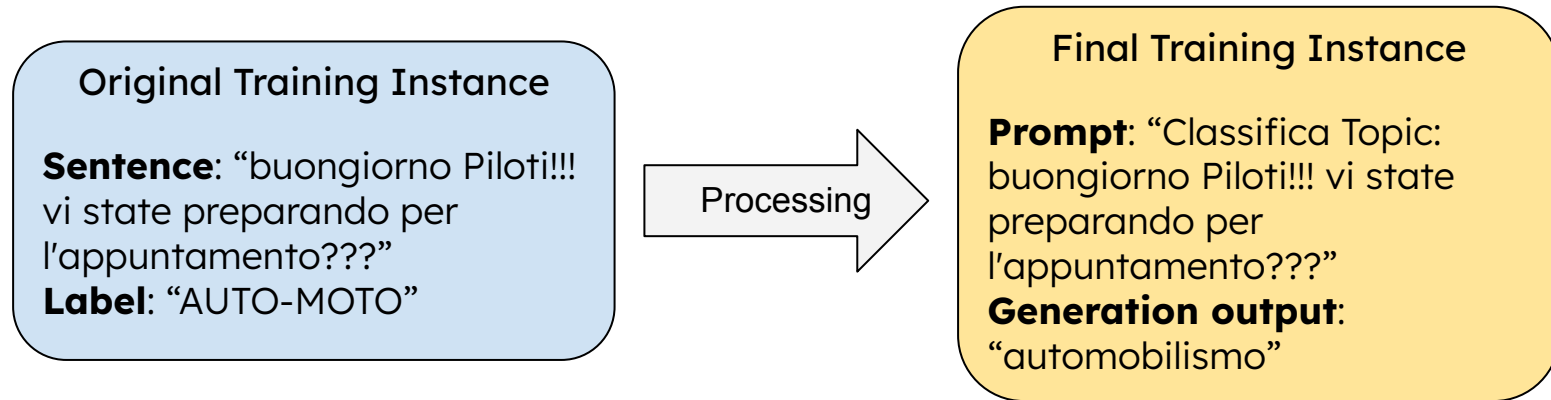 Original Training Instance
Sentence: “buongiorno Piloti!!!
vi state preparando per
l'appuntamento???”
Label: “AUTO-MOTO”
Processing
Final Training Instance
Prompt: “Classifica Topic:
buongiorno Piloti!!! vi state
preparando per
l'appuntamento???”
Generation output:
“automobilismo”